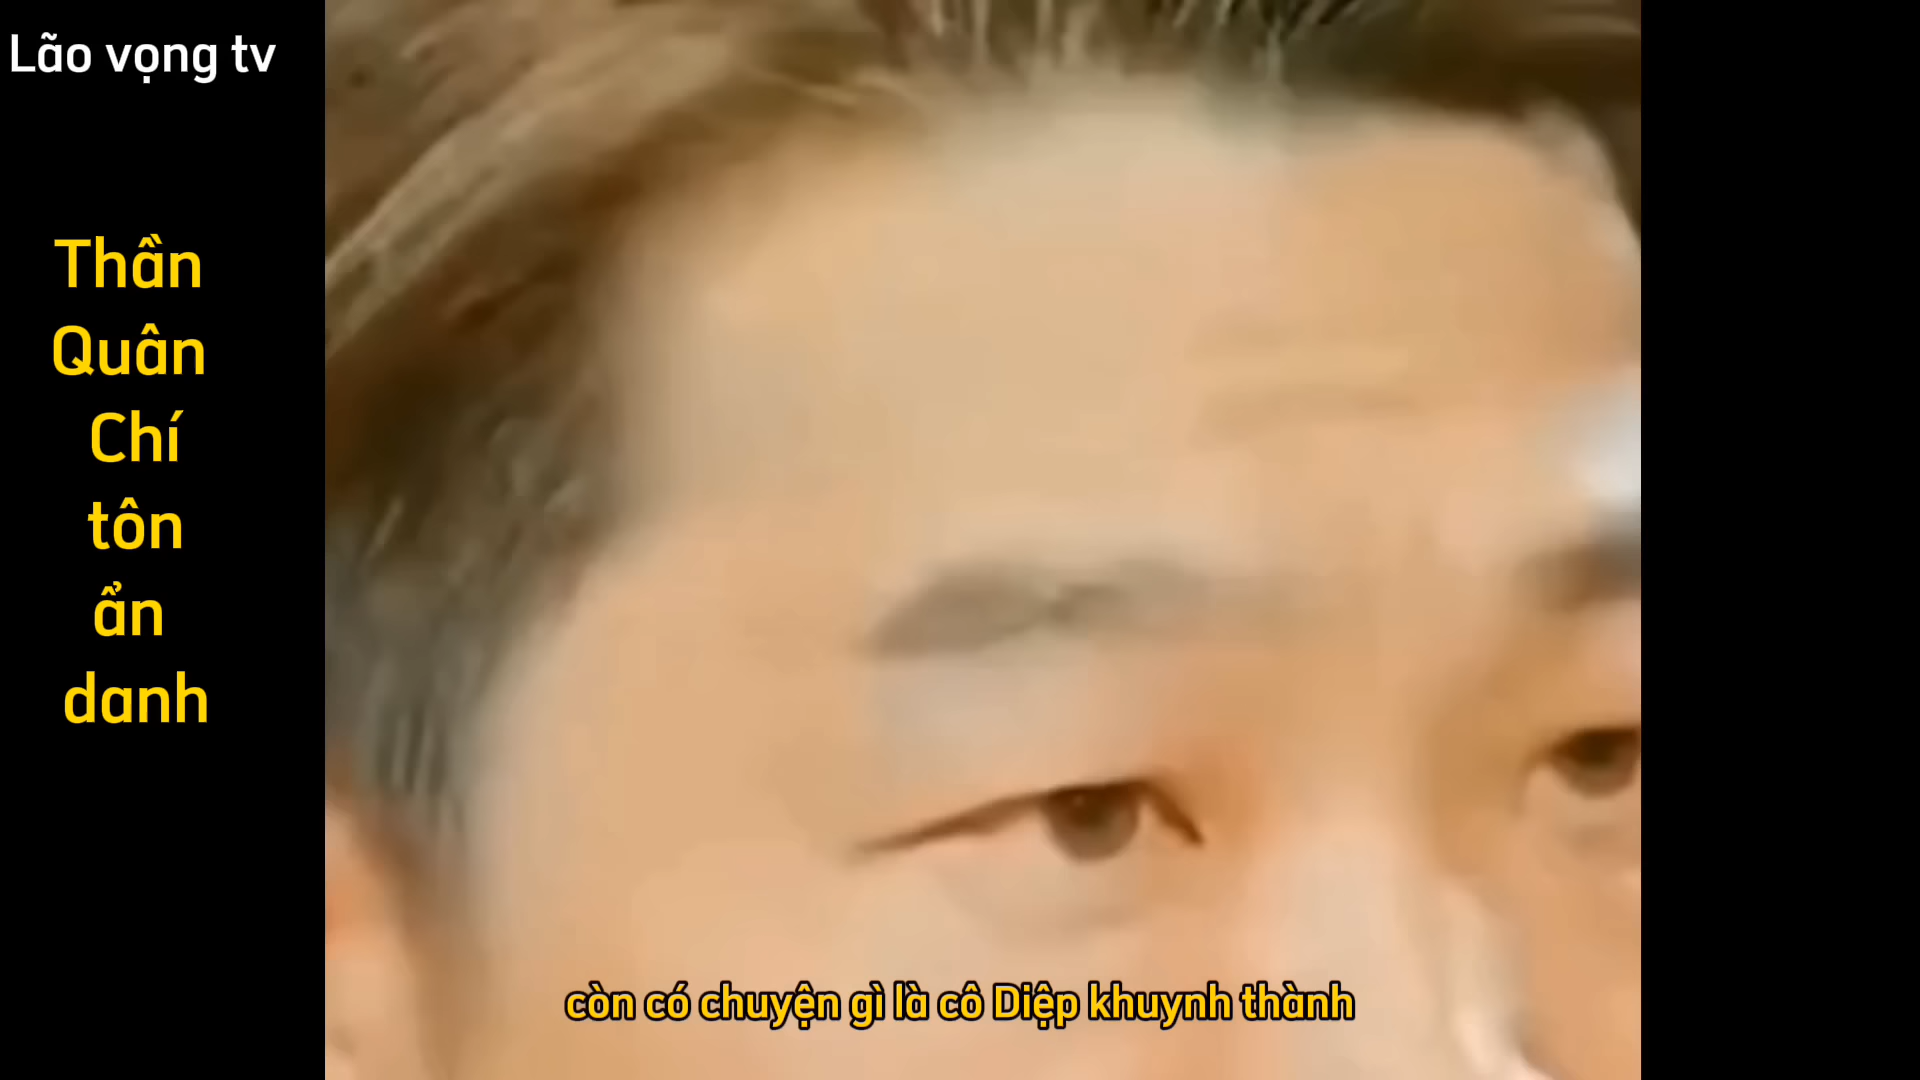 Lão vọng tv
Thần
Quân
Chí
tôn
ẩn
danh
còn có chuyện gì là cô Diệp khuynh thành